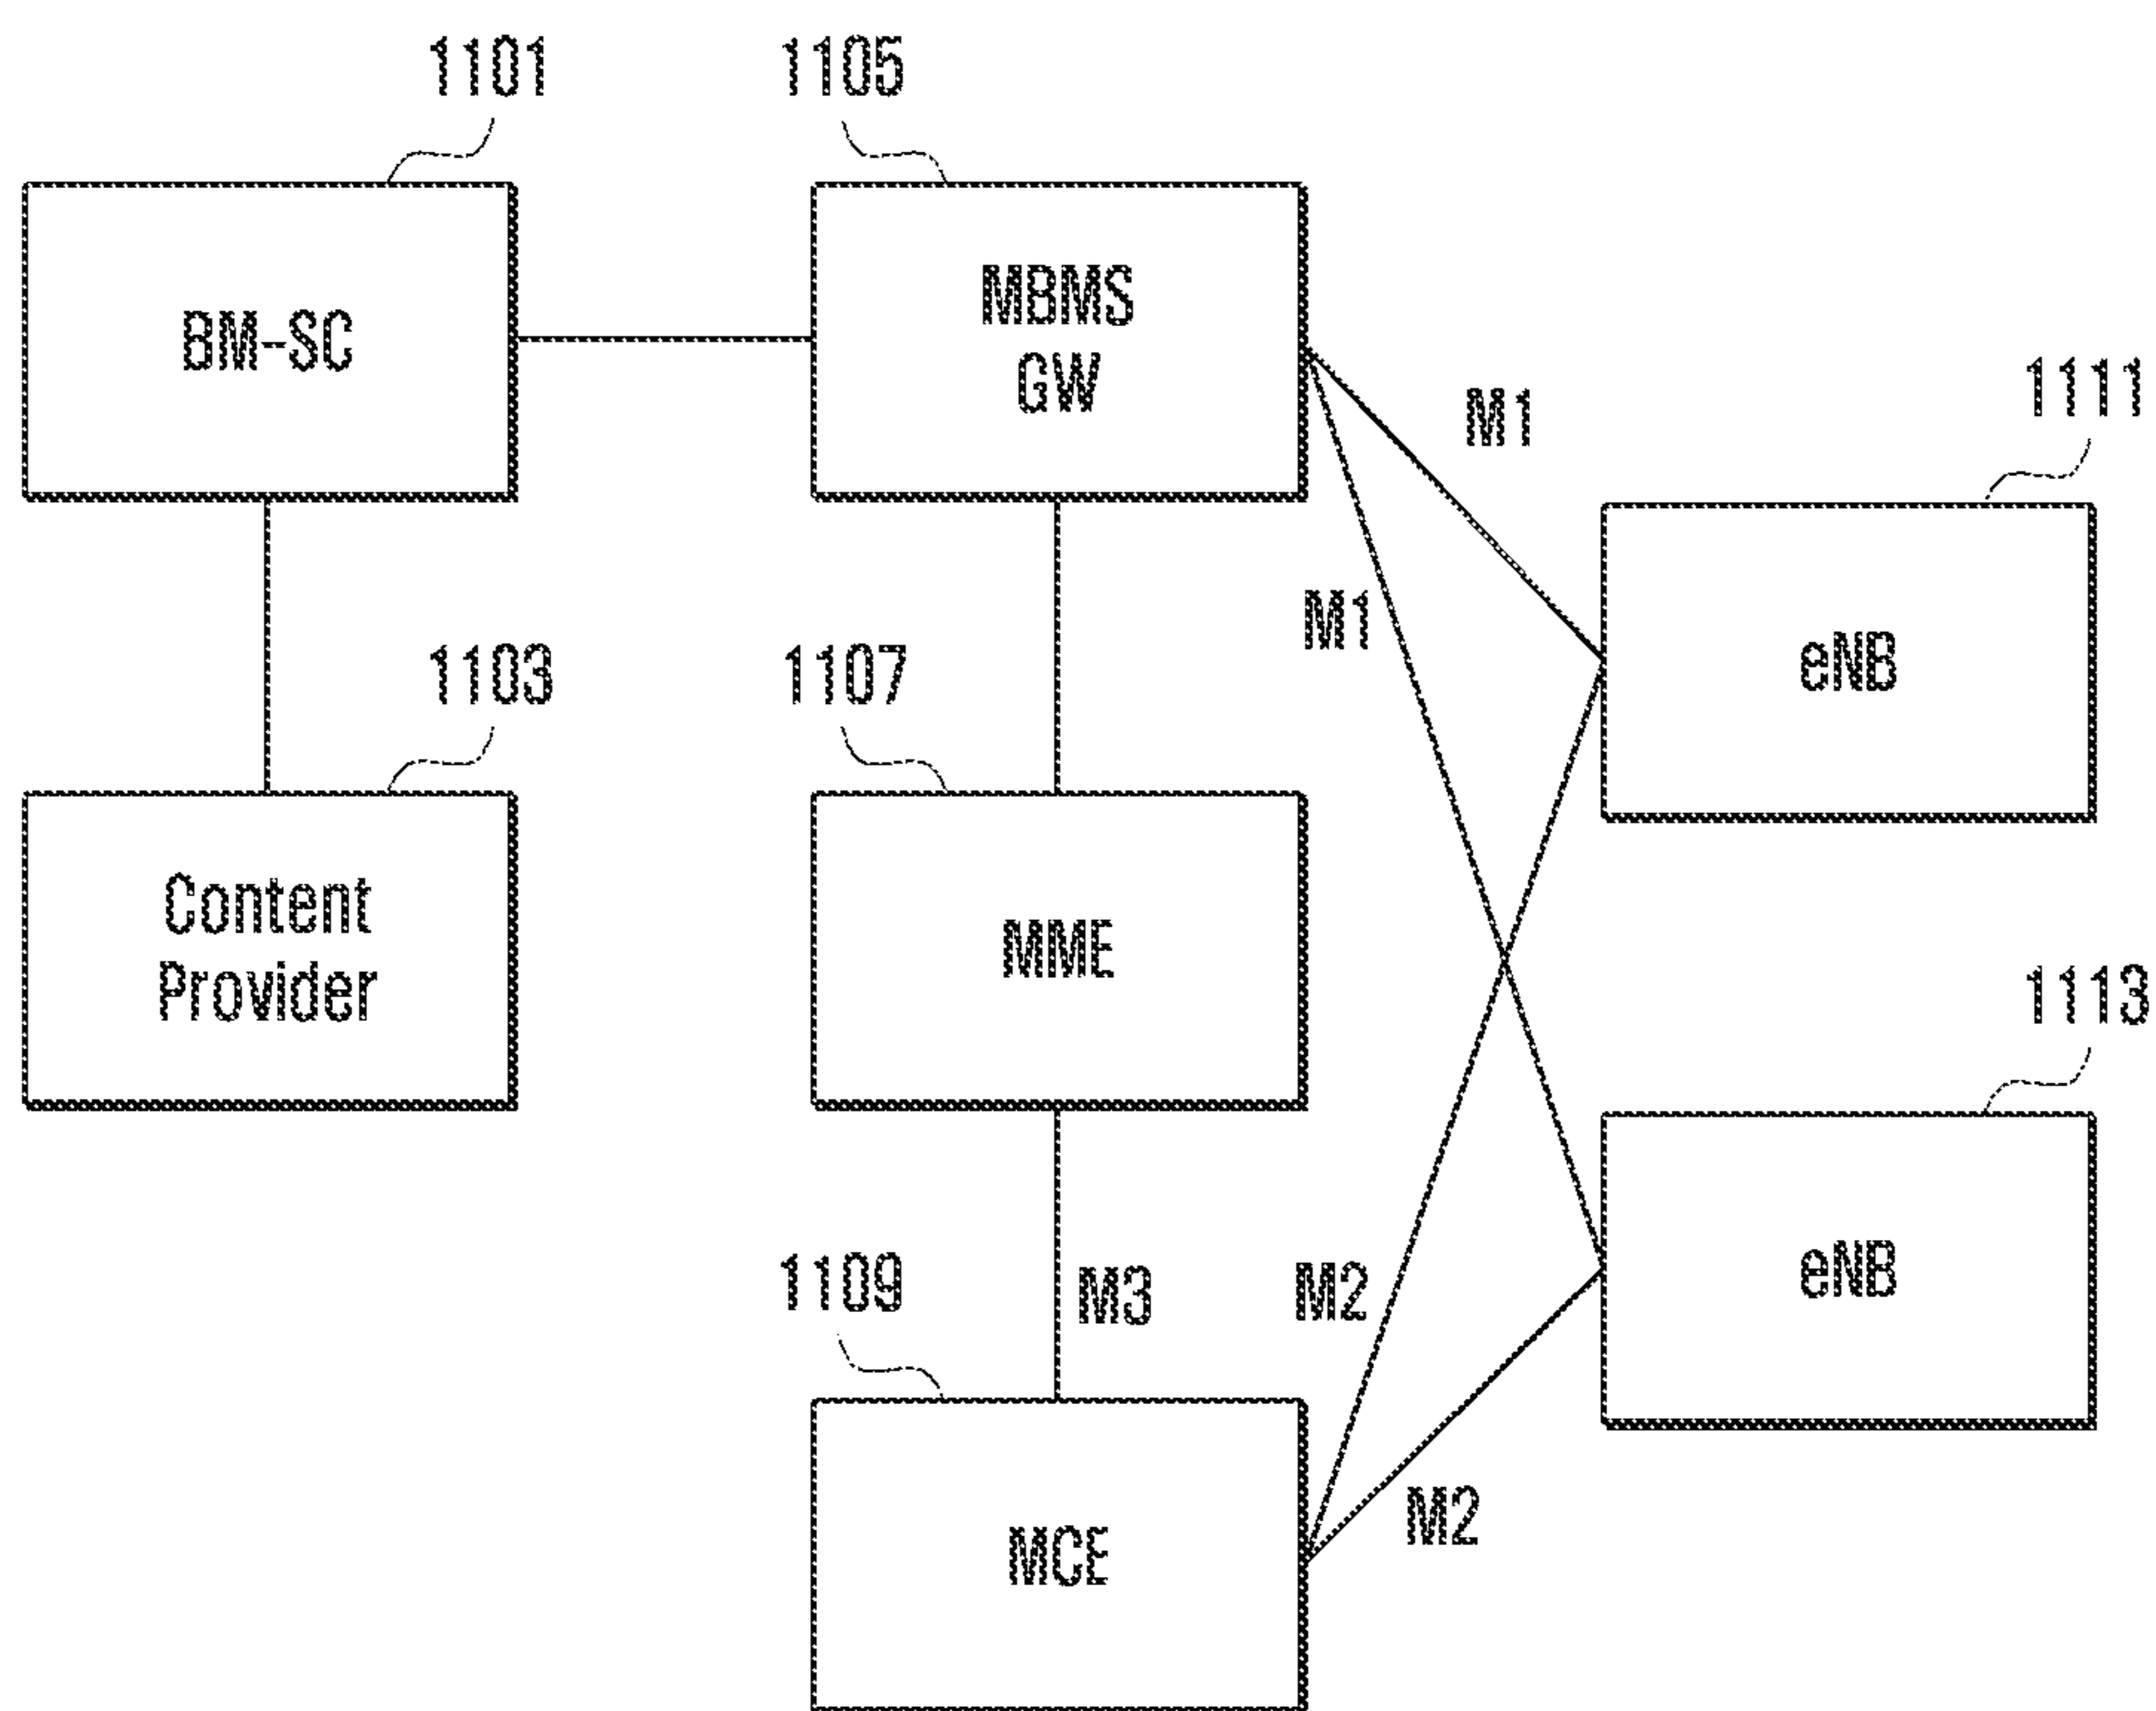 1101
1105
BM-SC
MBMS
GW
M1
1111
M1
eNB
1103
1107
Content
Provider
MME
1113
eNB
1109
M3
M2
MCE
M2